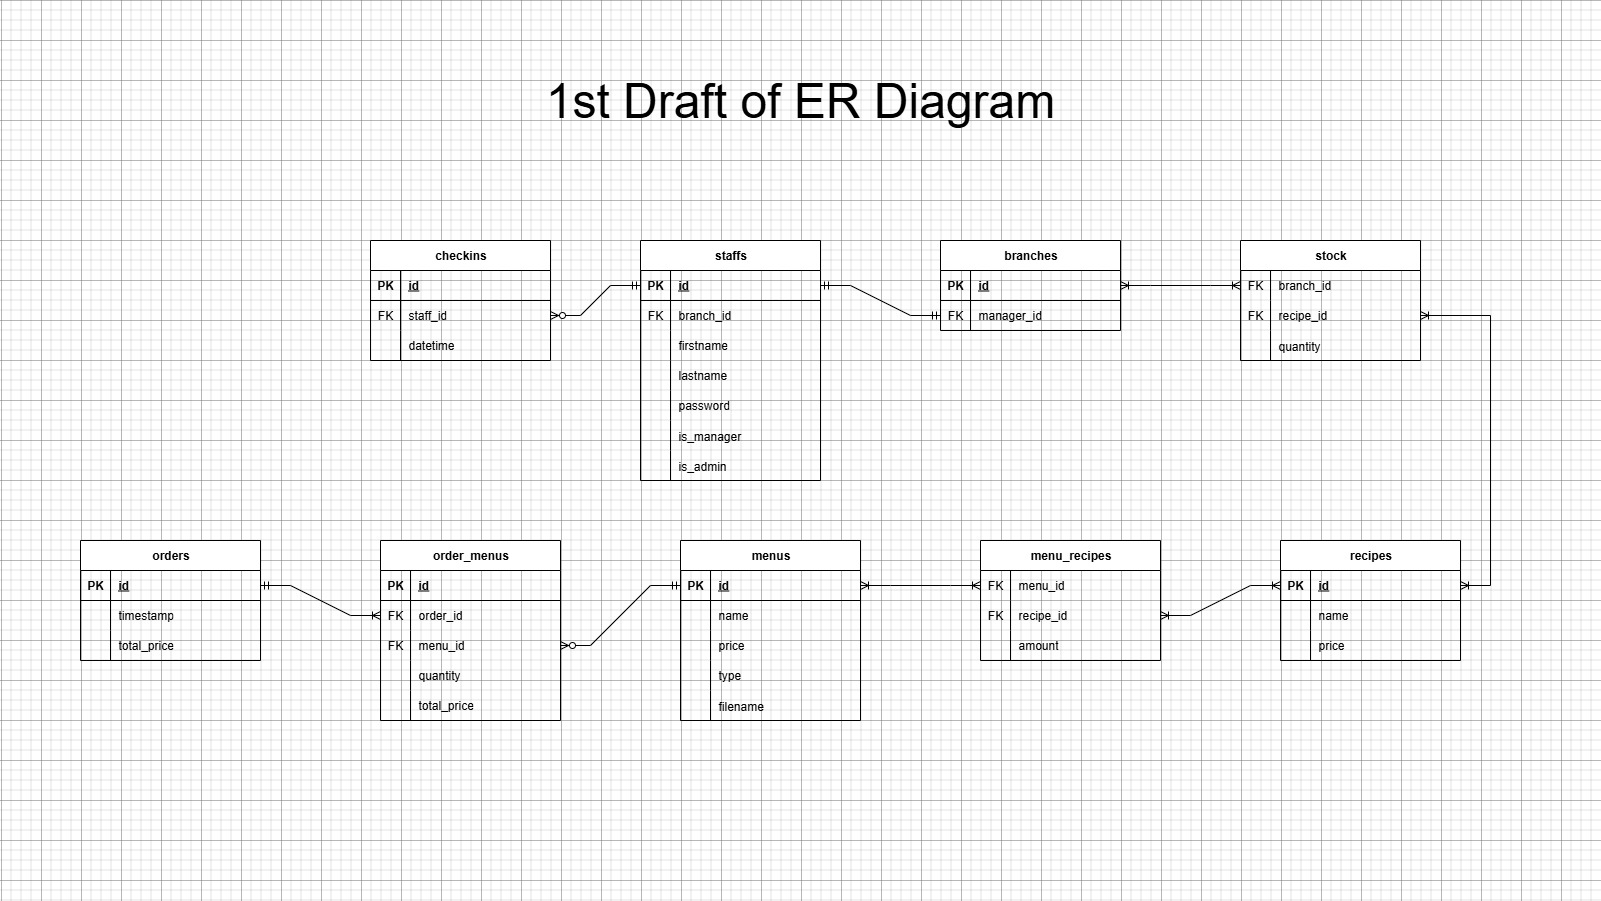 1st Draft of ER Diagram
checkins
PK id
FK staff_id
datetime
staffs
PK id
FK branch_id
firstname
lastname
password
is_manager
is_admin
branches
PK id
FK manager_id
stock
FK branch_id
FK recipe_id
quantity
orders
PK id
timestamp
total_price
order_menus
PK id
FK order_id
FK menu_id
quantity
total_price
menus
PK id
name
price
type
filename
menu_recipes
FK menu_id
FK recipe_id
amount
recipes
PK id
name
price